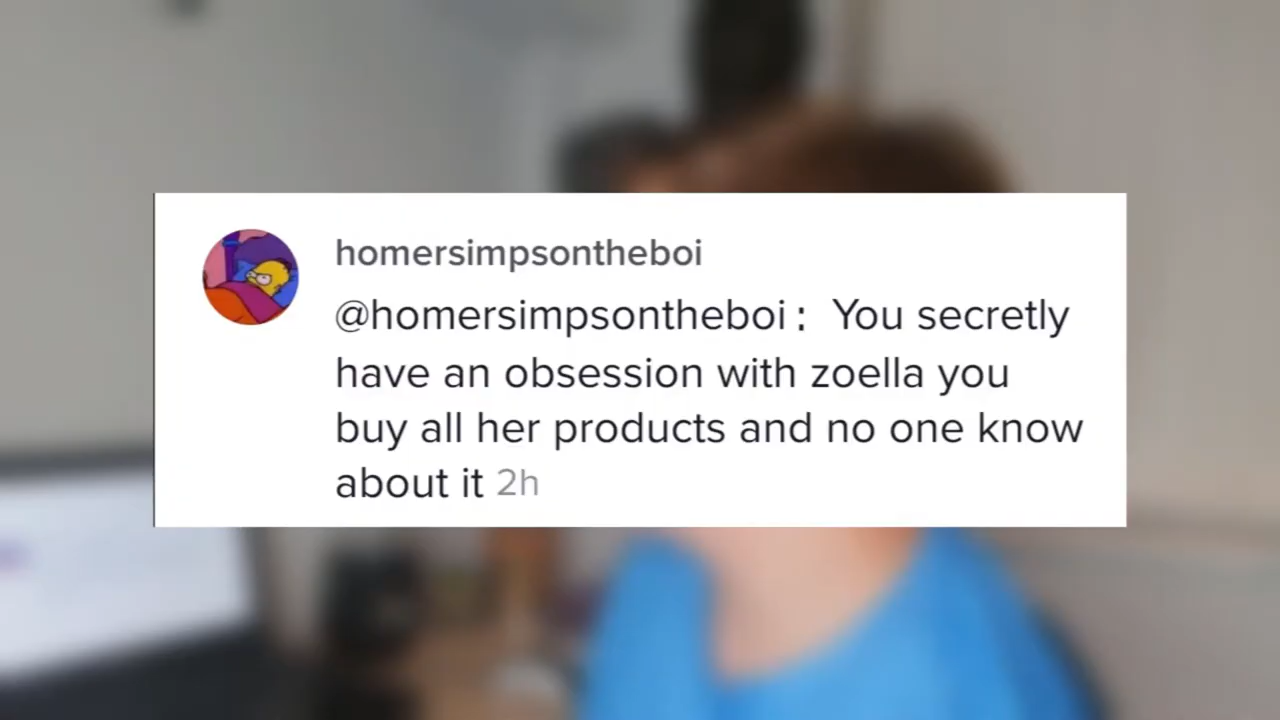 homersimpsontheboi
@homersimpsontheboi: You secretly
have an obsession with zoella you
buy all her products and no one know
about it 2h